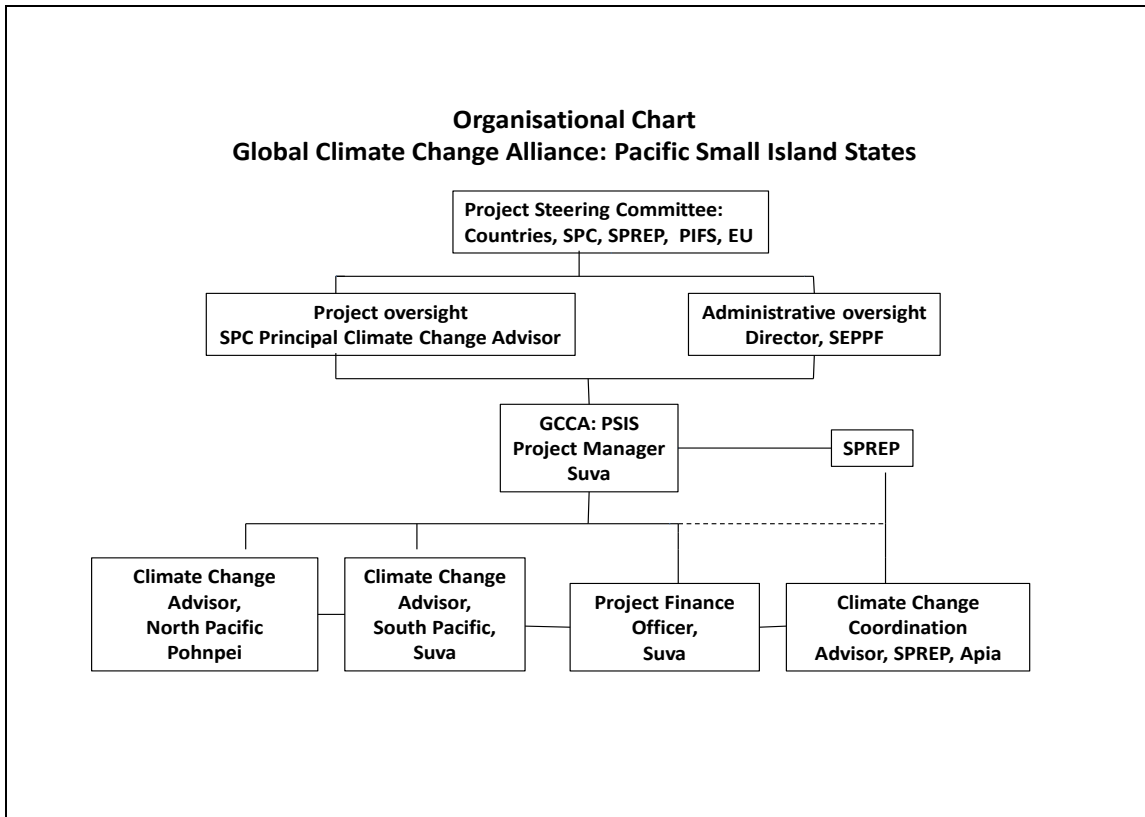 Organisational Chart
Global Climate Change Alliance: Pacific Small Island States
Project Steering Committee:
Countries, SPC, SPREP, PIFS, EU
Project oversight
SPC Principal Climate Change Advisor
Administrative oversight
Director, SEPPF
GCCA: PSIS
Project Manager
Suva
SPREP
Climate Change
Advisor,
North Pacific
Pohnpei
Climate Change
Advisor,
South Pacific,
Suva
Project Finance
Officer,
Suva
Climate Change
Coordination
Advisor, SPREP, Apia